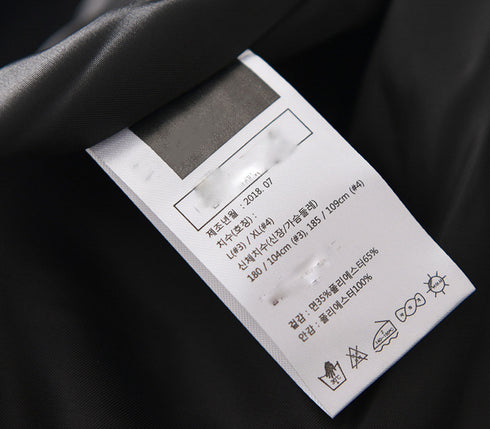 제조년월 : 2018. 07
치수(호칭) :
L(#3) / XL(#4)
신체치수(신장/가슴둘레)
180 / 104cm (#3), 185 / 109cm (#4)
겉감 : 면35%폴리에스터65%
안감 : 폴리에스터100%